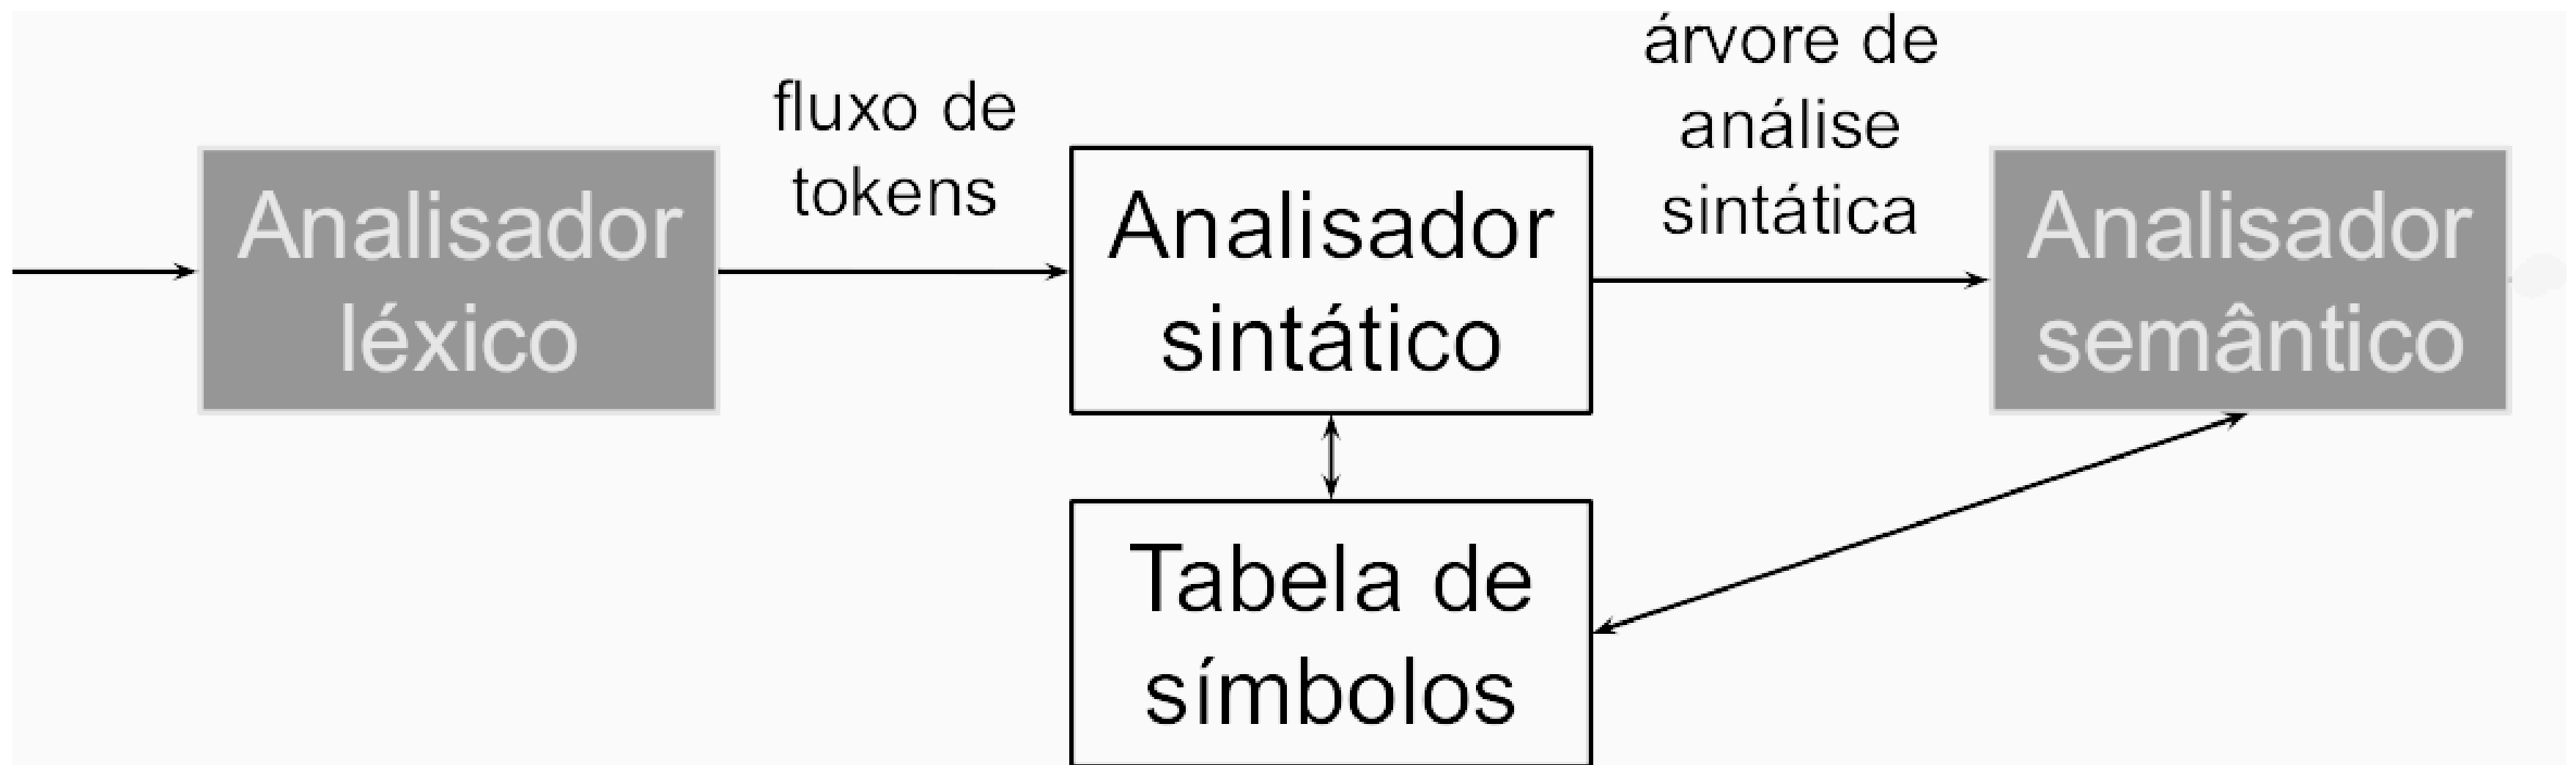 Analisador
léxico
fluxo de
tokens
Analisador
sintático
árvore de
análise
sintática
Analisador
semântico
Tabela de
símbolos